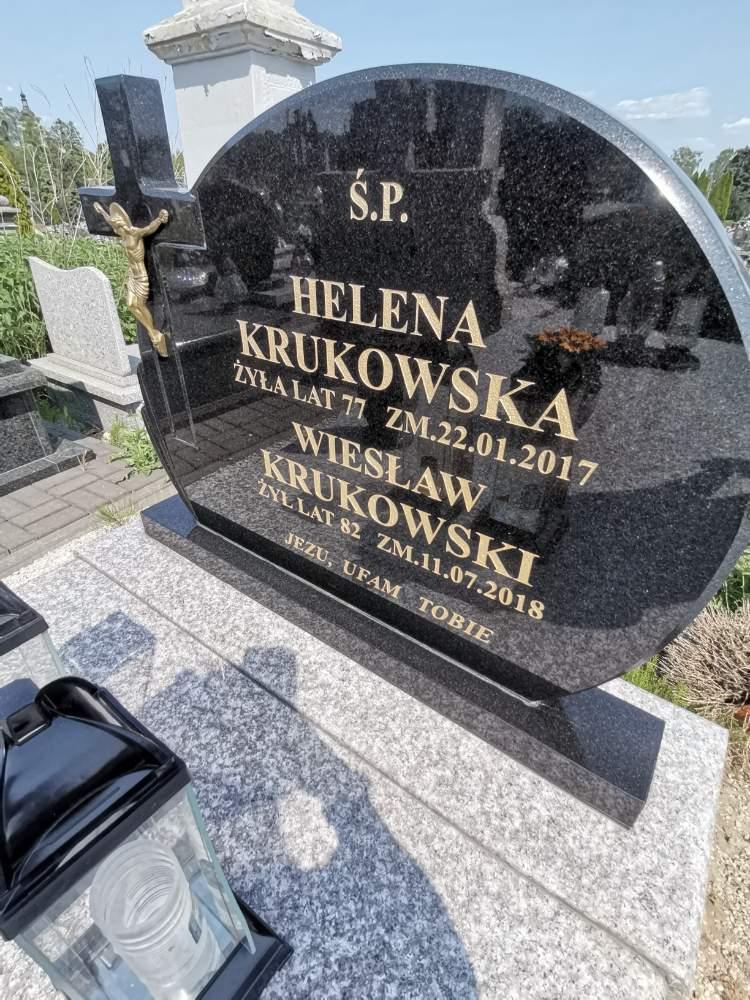 Ś.P.
HELENA
KRUKOWSKA
ŻYŁA LAT 77 ZM.22.01.2017
WIESŁAW
KRUKOWSKI
ŻYŁ LAT 82 ZM.11.07.2018
JEZU, UFAM TOBIE